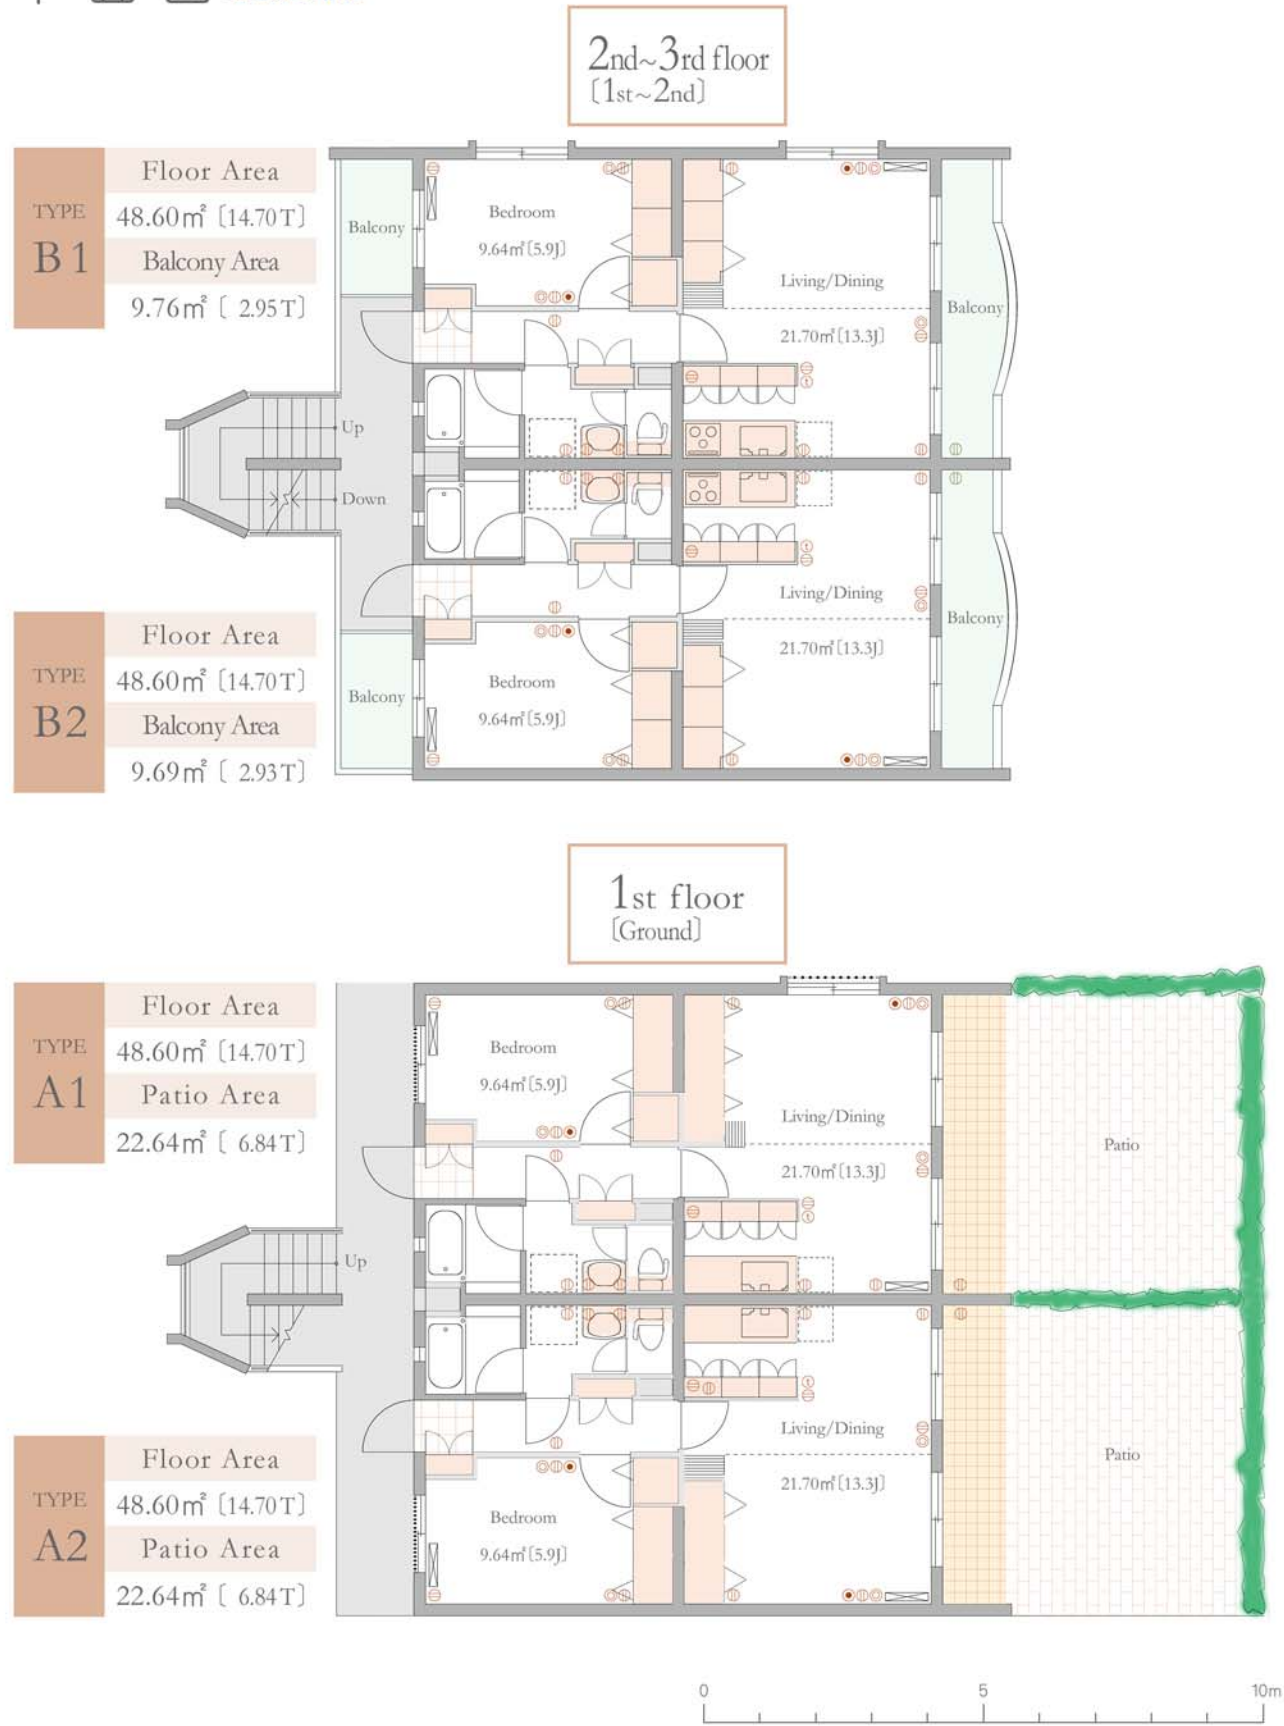 2nd~3rd floor
〔1st~2nd〕
TYPE
B1
Floor Area
48.60㎡〔14.70T〕
Balcony Area
9.76㎡〔 2.95T〕
Balcony
Bedroom
9.64㎡〔5.9J〕
Living/Dining
21.70㎡〔13.3J〕
Balcony
Up
Down
TYPE
B2
Floor Area
48.60㎡〔14.70T〕
Balcony Area
9.69㎡〔 2.93T〕
Balcony
Bedroom
9.64㎡〔5.9J〕
Living/Dining
21.70㎡〔13.3J〕
Balcony
1st floor
〔Ground〕
TYPE
A1
Floor Area
48.60㎡〔14.70T〕
Patio Area
22.64㎡〔 6.84T〕
Bedroom
9.64㎡〔5.9J〕
Living/Dining
21.70㎡〔13.3J〕
Patio
Up
TYPE
A2
Floor Area
48.60㎡〔14.70T〕
Patio Area
22.64㎡〔 6.84T〕
Bedroom
9.64㎡〔5.9J〕
Living/Dining
21.70㎡〔13.3J〕
Patio
0 5 10m